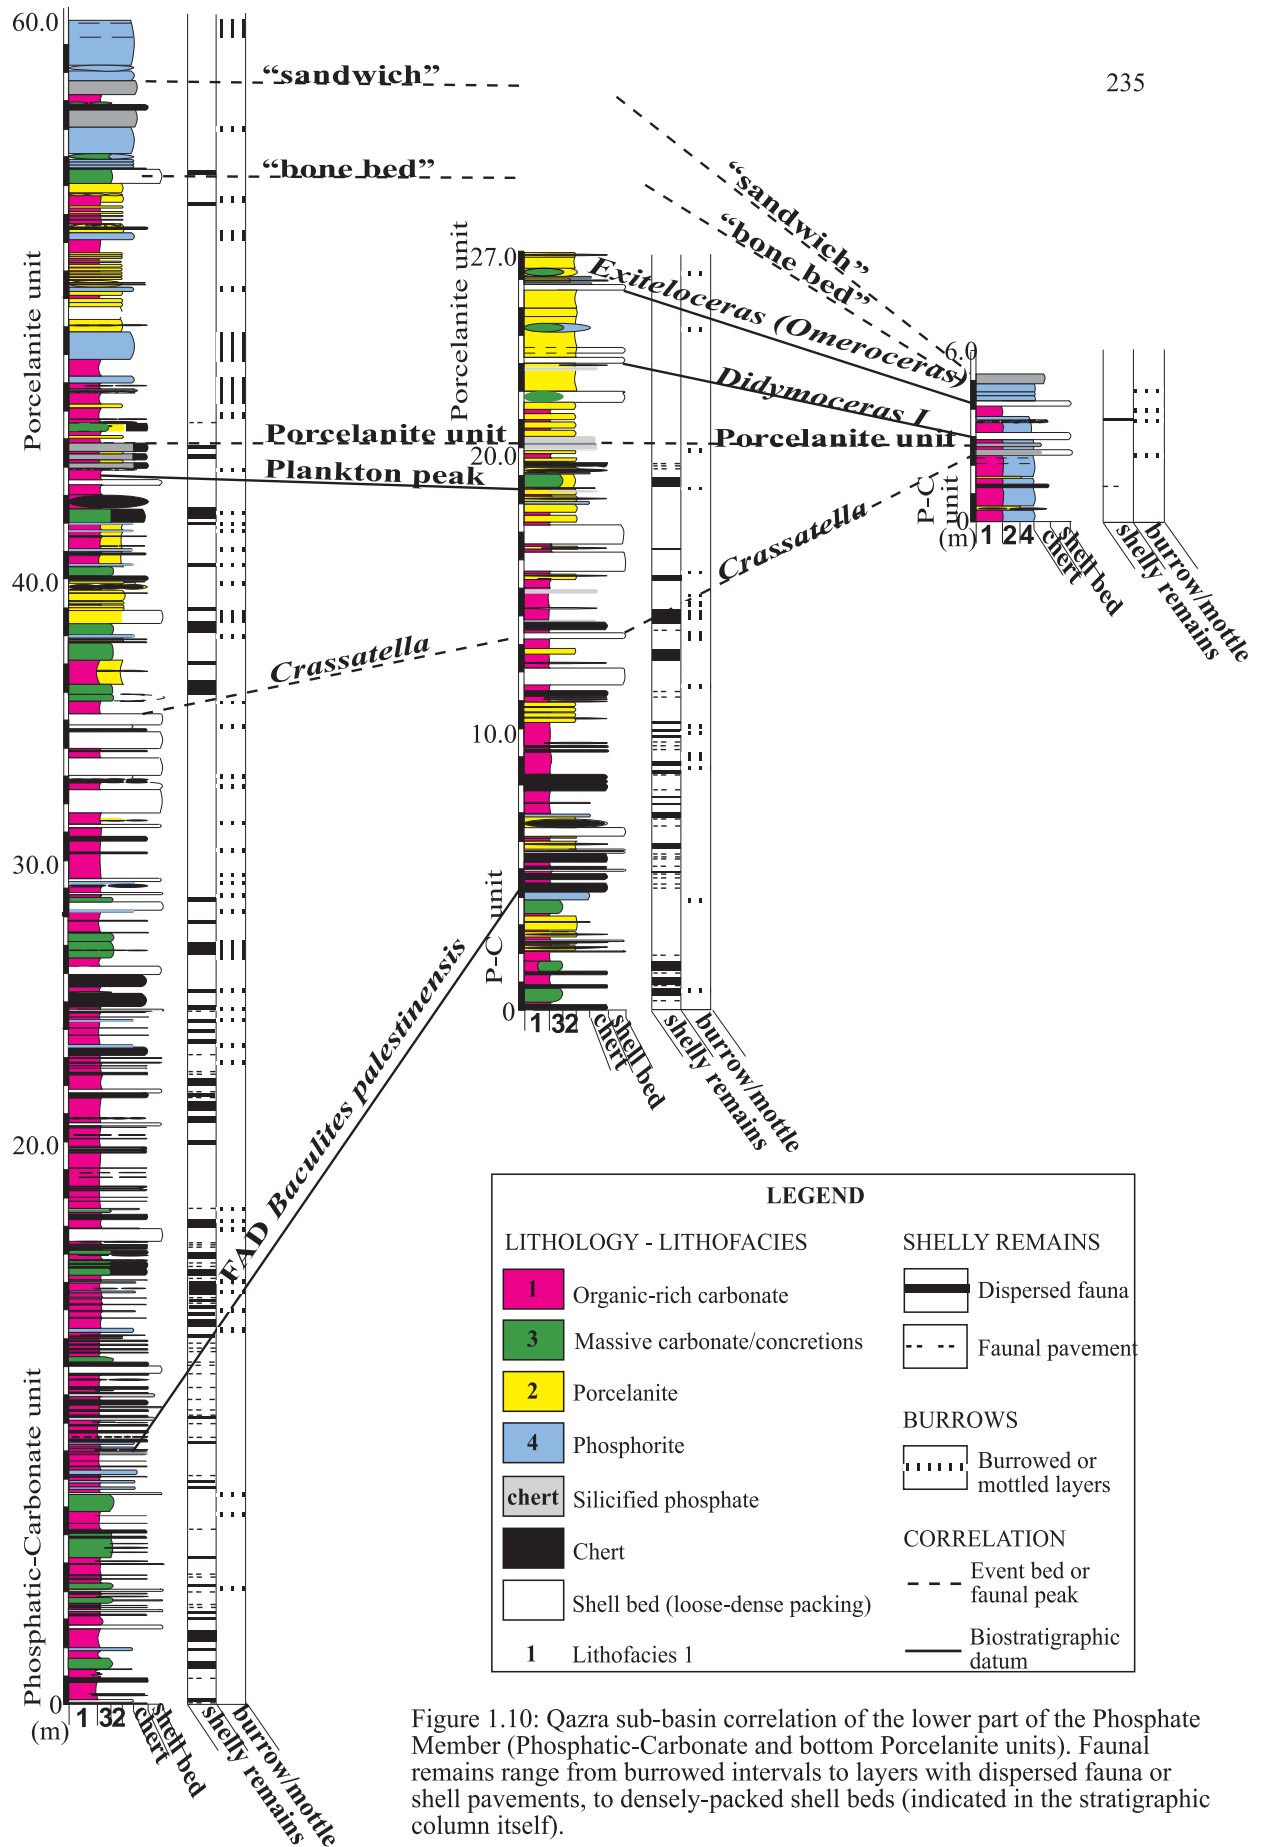 235
60.0
“sandwich”
“bone bed”
Porcelanite unit
Porcelanite unit
Plankton peak
40.0
Crassatella
30.0
20.0
FAD Baculites palestinensis
Phosphatic-Carbonate unit
0
(m)
1 32
chert
shell bed
shelly remains
burrow/mottle
Porcelanite unit
27.0
20.0
10.0
P-C unit
0
1 32
chert
shell bed
shelly remains
burrow/mottle
“sandwich”
“bone bed”
Exiteloceras (Omeroceras)
Didymoceras I
Porcelanite unit
Crassatella
6.0
P-C unit
0
(m)
1 24
chert
shell bed
shelly remains
burrow/mottle
LEGEND
LITHOLOGY - LITHOFACIES
1 Organic-rich carbonate
3 Massive carbonate/concretions
2 Porcelanite
4 Phosphorite
chert Silicified phosphate
Chert
Shell bed (loose-dense packing)
1 Lithofacies 1
SHELLY REMAINS
Dispersed fauna
Faunal pavement
BURROWS
Burrowed or
mottled layers
CORRELATION
Event bed or
faunal peak
Biostratigraphic
datum
Figure 1.10: Qazra sub-basin correlation of the lower part of the Phosphate
Member (Phosphatic-Carbonate and bottom Porcelanite units). Faunal
remains range from burrowed intervals to layers with dispersed fauna or
shell pavements, to densely-packed shell beds (indicated in the stratigraphic
column itself).